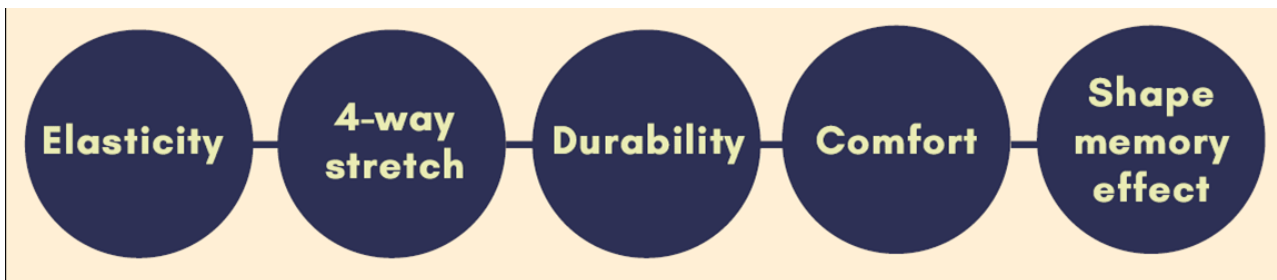 Elasticity
4-way
stretch
Durability
Comfort
Shape
memory
effect